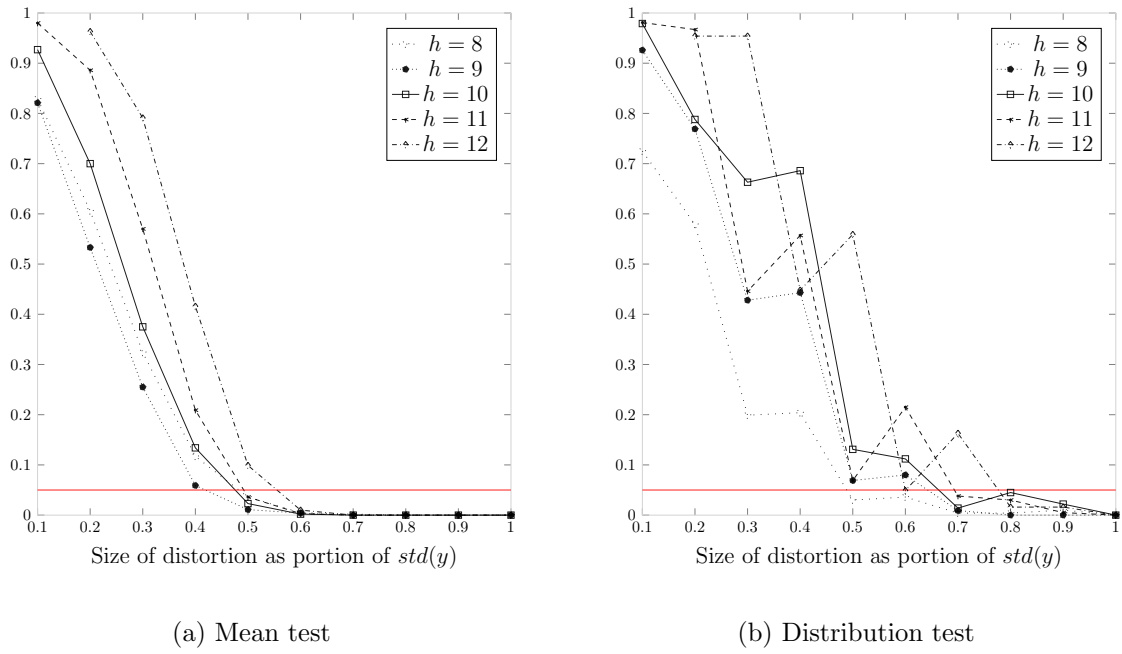 1
0.9
0.8
0.7
0.6
0.5
0.4
0.3
0.2
0.1
0
0.1 0.2 0.3 0.4 0.5 0.6 0.7 0.8 0.9 1
Size of distortion as portion of std(y)
h = 8
h = 9
h = 10
h = 11
h = 12
(a) Mean test
1
0.9
0.8
0.7
0.6
0.5
0.4
0.3
0.2
0.1
0
0.1 0.2 0.3 0.4 0.5 0.6 0.7 0.8 0.9 1
Size of distortion as portion of std(y)
h = 8
h = 9
h = 10
h = 11
h = 12
(b) Distribution test